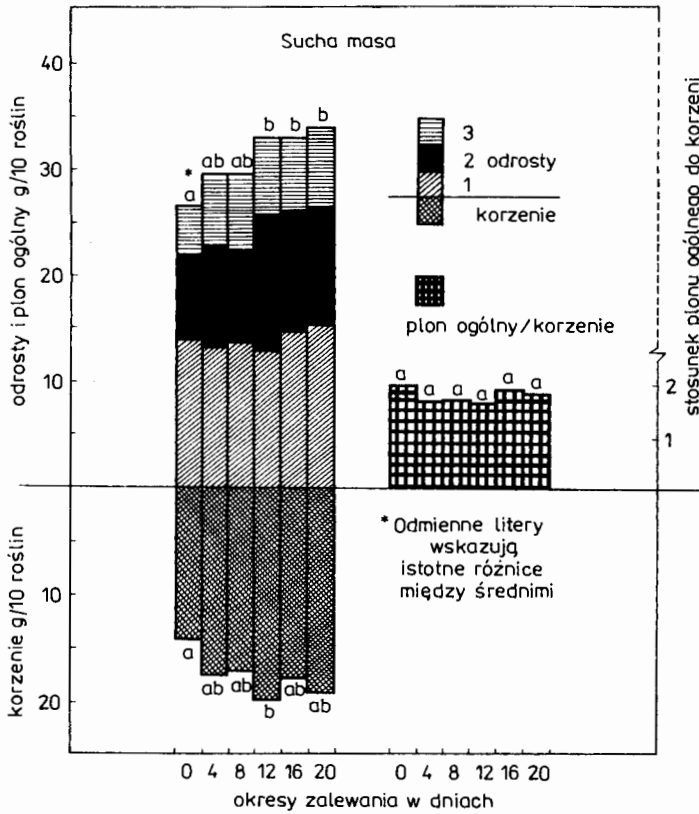 Sucha masa
40
30
20
10
10
20
odrosty i plon ogólny g/10 roślin
korzenie g/10 roślin
* a
ab
ab
b
b
b
3
2 odrosty
1
korzenie
plon ogólny/korzenie
a
a
a
a
a
a
2
1
stosunek plonu ogólnego do korzeni
a
ab
ab
b
ab
ab
* Odmienne litery
wskazują
istotne różnice
między średnimi
0 4 8 12 16 20
0 4 8 12 16 20
okresy zalewania w dniach